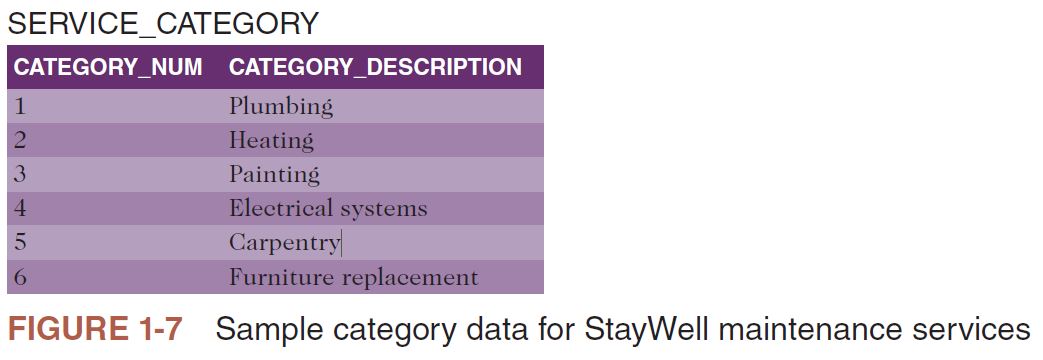 SERVICE_CATEGORY
CATEGORY_NUM CATEGORY_DESCRIPTION
1 Plumbing
2 Heating
3 Painting
4 Electrical systems
5 Carpentry
6 Furniture replacement
FIGURE 1-7 Sample category data for StayWell maintenance services